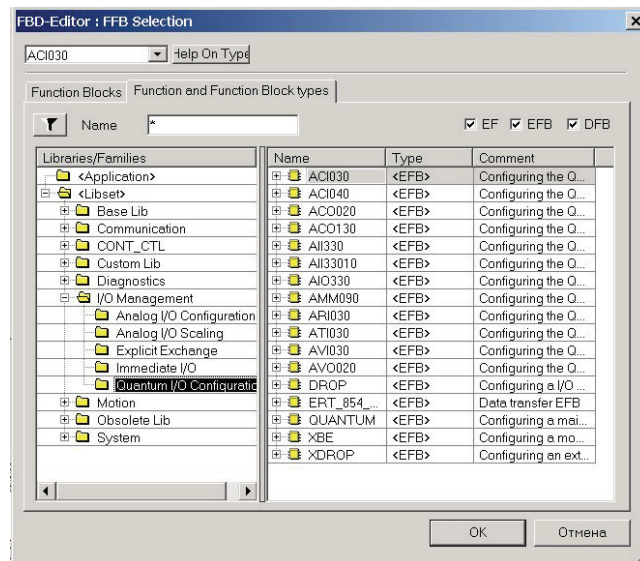 FBD-Editor : FFB Selection
ACI030 Help On Type
Function Blocks Function and Function Block types
Name * EF EFB DFB
Libraries/Families
<Application>
<Libset>
Base Lib
Communication
CONT_CTL
Custom Lib
Diagnostics
I/O Management
Analog I/O Configuration
Analog I/O Scaling
Explicit Exchange
Immediate I/O
Quantum I/O Configuratio
Motion
Obsolete Lib
System
Name Type Comment
ACI030 <EFB> Configuring the Q...
ACI040 <EFB> Configuring the Q...
ACO020 <EFB> Configuring the Q...
ACO130 <EFB> Configuring the Q...
AII330 <EFB> Configuring the Q...
AII33010 <EFB> Configuring the Q...
AIO330 <EFB> Configuring the Q...
AMM090 <EFB> Configuring the Q...
ARI030 <EFB> Configuring the Q...
ATI030 <EFB> Configuring the Q...
AVI030 <EFB> Configuring the Q...
AVO020 <EFB> Configuring the Q...
DROP <EFB> Configuring a I/O ...
ERT_854_... <EFB> Data transfer EFB
QUANTUM <EFB> Configuring a mai...
XBE <EFB> Configuring a mo...
XDROP <EFB> Configuring an ext...
OK Отмена